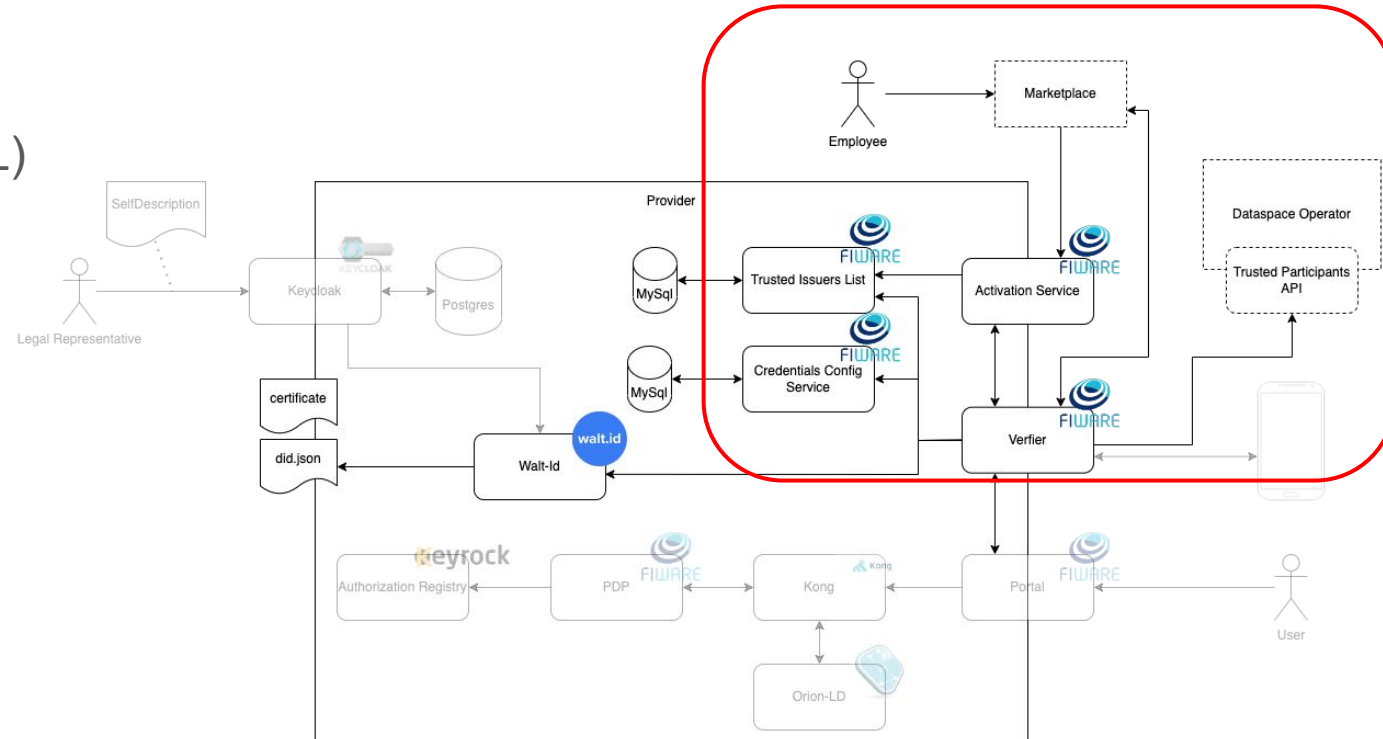 L)
Marketplace
Employee
SelfDescription
Provider
Dataspace Operator
FIWARE
FIWARE
KEYCLOAK
Keycloak
Postgres
MySql
Trusted Issuers List
Activation Service
Trusted Participants
API
Legal Representative
FIWARE
MySql
Credentials Config
Service
certificate
FIWARE
walt.id
did.json
Walt-Id
Verfier
keyrock
FIWARE
Kong
FIWARE
Authorization Registry
PDP
Kong
Portal
User
Orion-LD